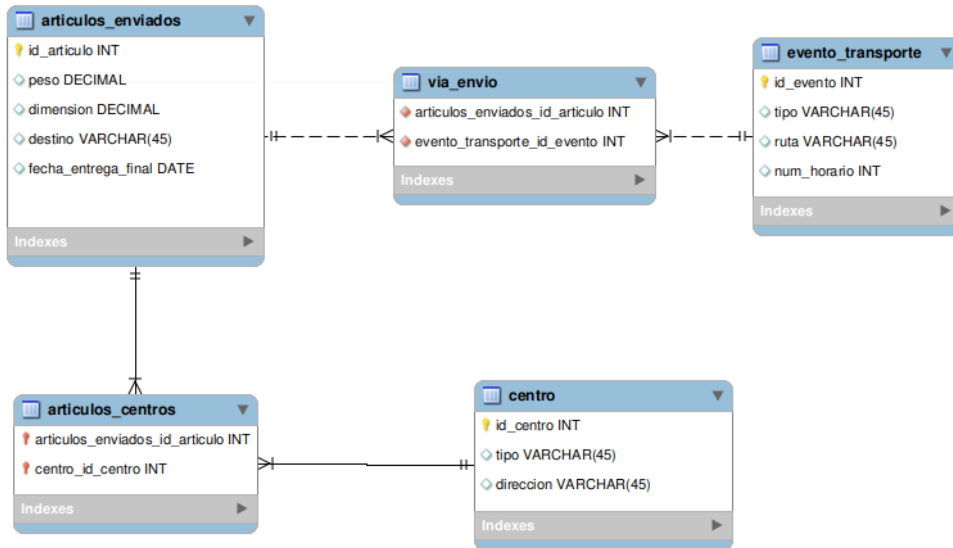 articulos_enviados
id_articulo INT
peso DECIMAL
dimension DECIMAL
destino VARCHAR(45)
fecha_entrega_final DATE
Indexes
via_envio
articulos_enviados_id_articulo INT
evento_transporte_id_evento INT
Indexes
evento_transporte
id_evento INT
tipo VARCHAR(45)
ruta VARCHAR(45)
num_horario INT
Indexes
articulos_centros
articulos_enviados_id_articulo INT
centro_id_centro INT
Indexes
centro
id_centro INT
tipo VARCHAR(45)
direccion VARCHAR(45)
Indexes